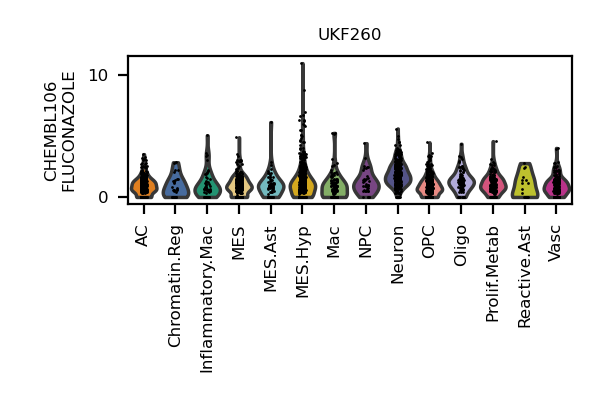 UKF260
CHEMBL106
FLUCONAZOLE
10
0
AC
Chromatin.Reg
Inflammatory.Mac
MES
MES.Ast
MES.Hyp
Mac
NPC
Neuron
OPC
Oligo
Prolif.Metab
Reactive.Ast
Vasc